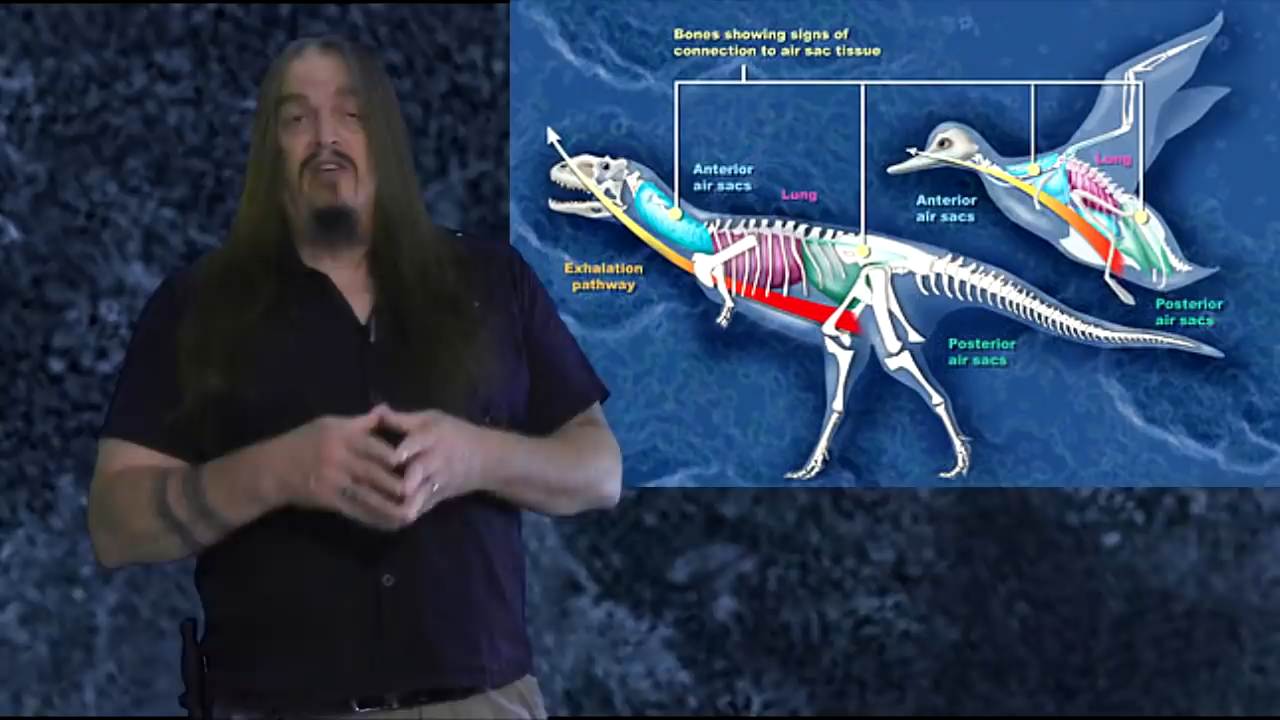 Bones showing signs of
connection to air sac tissue
Anterior
air sacs
Lung
Exhalation
pathway
Posterior
air sacs
Lung
Anterior
air sacs
Posterior
air sacs